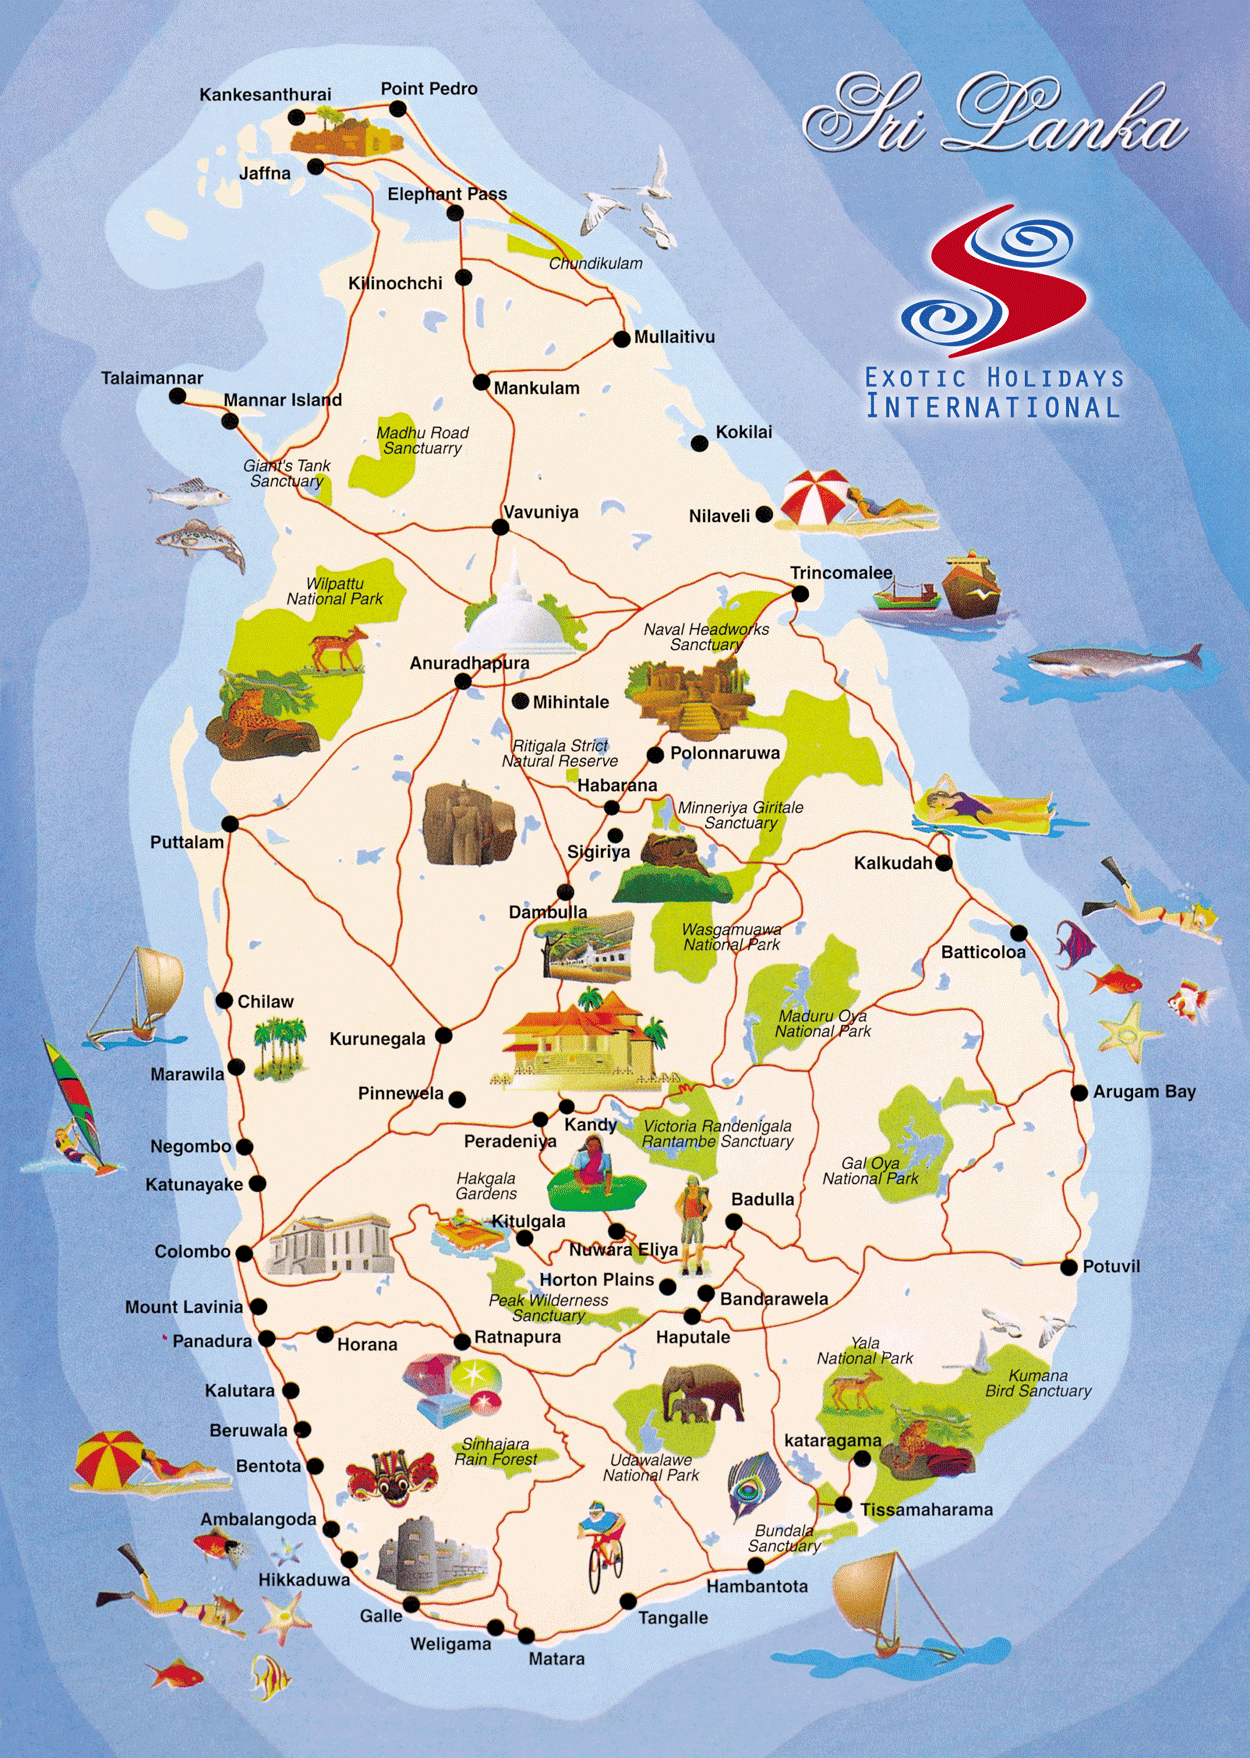 Sri Lanka
EXOTIC HOLIDAYS
INTERNATIONAL
Kankesanthurai
Point Pedro
Jaffna
Elephant Pass
Chundikulam
Kilinochchi
Mullaitivu
Talaimannar
Mankulam
Mannar Island
Madhu Road
Sanctuarry
Kokilai
Giant's Tank
Sanctuary
Vavuniya
Nilaveli
Trincomalee
Wilpattu
National Park
Naval Headworks
Sanctuary
Anuradhapura
Mihintale
Ritigala Strict
Natural Reserve
Polonnaruwa
Habarana
Minneriya Giritale
Sanctuary
Puttalam
Sigiriya
Kalkudah
Dambulla
Wasgamuawa
National Park
Batticoloa
Chilaw
Maduru Oya
National Park
Kurunegala
Marawila
Pinnewela
Arugam Bay
Kandy
Peradeniya
Victoria Randenigala
Rantambe Sanctuary
Negombo
Gal Oya
National Park
Katunayake
Hakgala
Gardens
Badulla
Kitulgala
Colombo
Nuwara Eliya
Potuvil
Horton Plains
Mount Lavinia
Peak Wilderness
Sanctuary
Bandarawela
Panadura
Horana
Ratnapura
Haputale
Yala
National Park
Kumana
Bird Sanctuary
Kalutara
Beruwala
kataragama
Sinhajara
Rain Forest
Bentota
Udawalawe
National Park
Tissamaharama
Ambalangoda
Bundala
Sanctuary
Hikkaduwa
Hambantota
Galle
Tangalle
Weligama
Matara